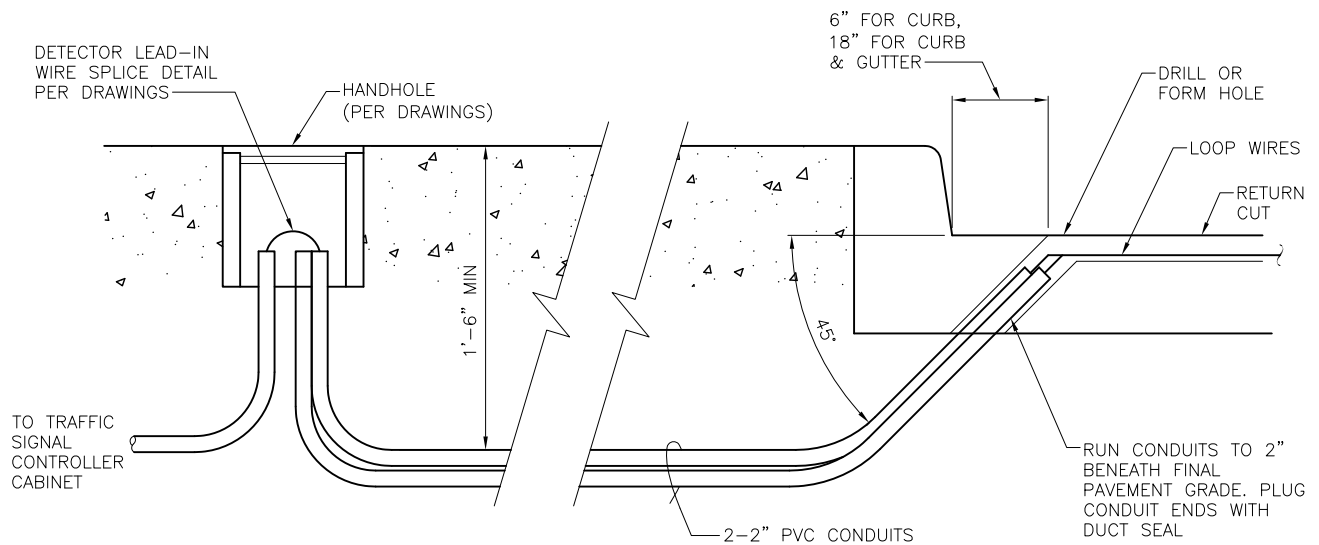 6” FOR CURB,
18” FOR CURB
& GUTTER
DETECTOR LEAD-IN
WIRE SPLICE DETAIL
PER DRAWINGS
HANDHOLE
(PER DRAWINGS)
DRILL OR
FORM HOLE
LOOP WIRES
RETURN
CUT
1'-6” MIN
45°
TO TRAFFIC
SIGNAL
CONTROLLER
CABINET
RUN CONDUITS TO 2”
BENEATH FINAL
PAVEMENT GRADE. PLUG
CONDUIT ENDS WITH
DUCT SEAL
2-2” PVC CONDUITS